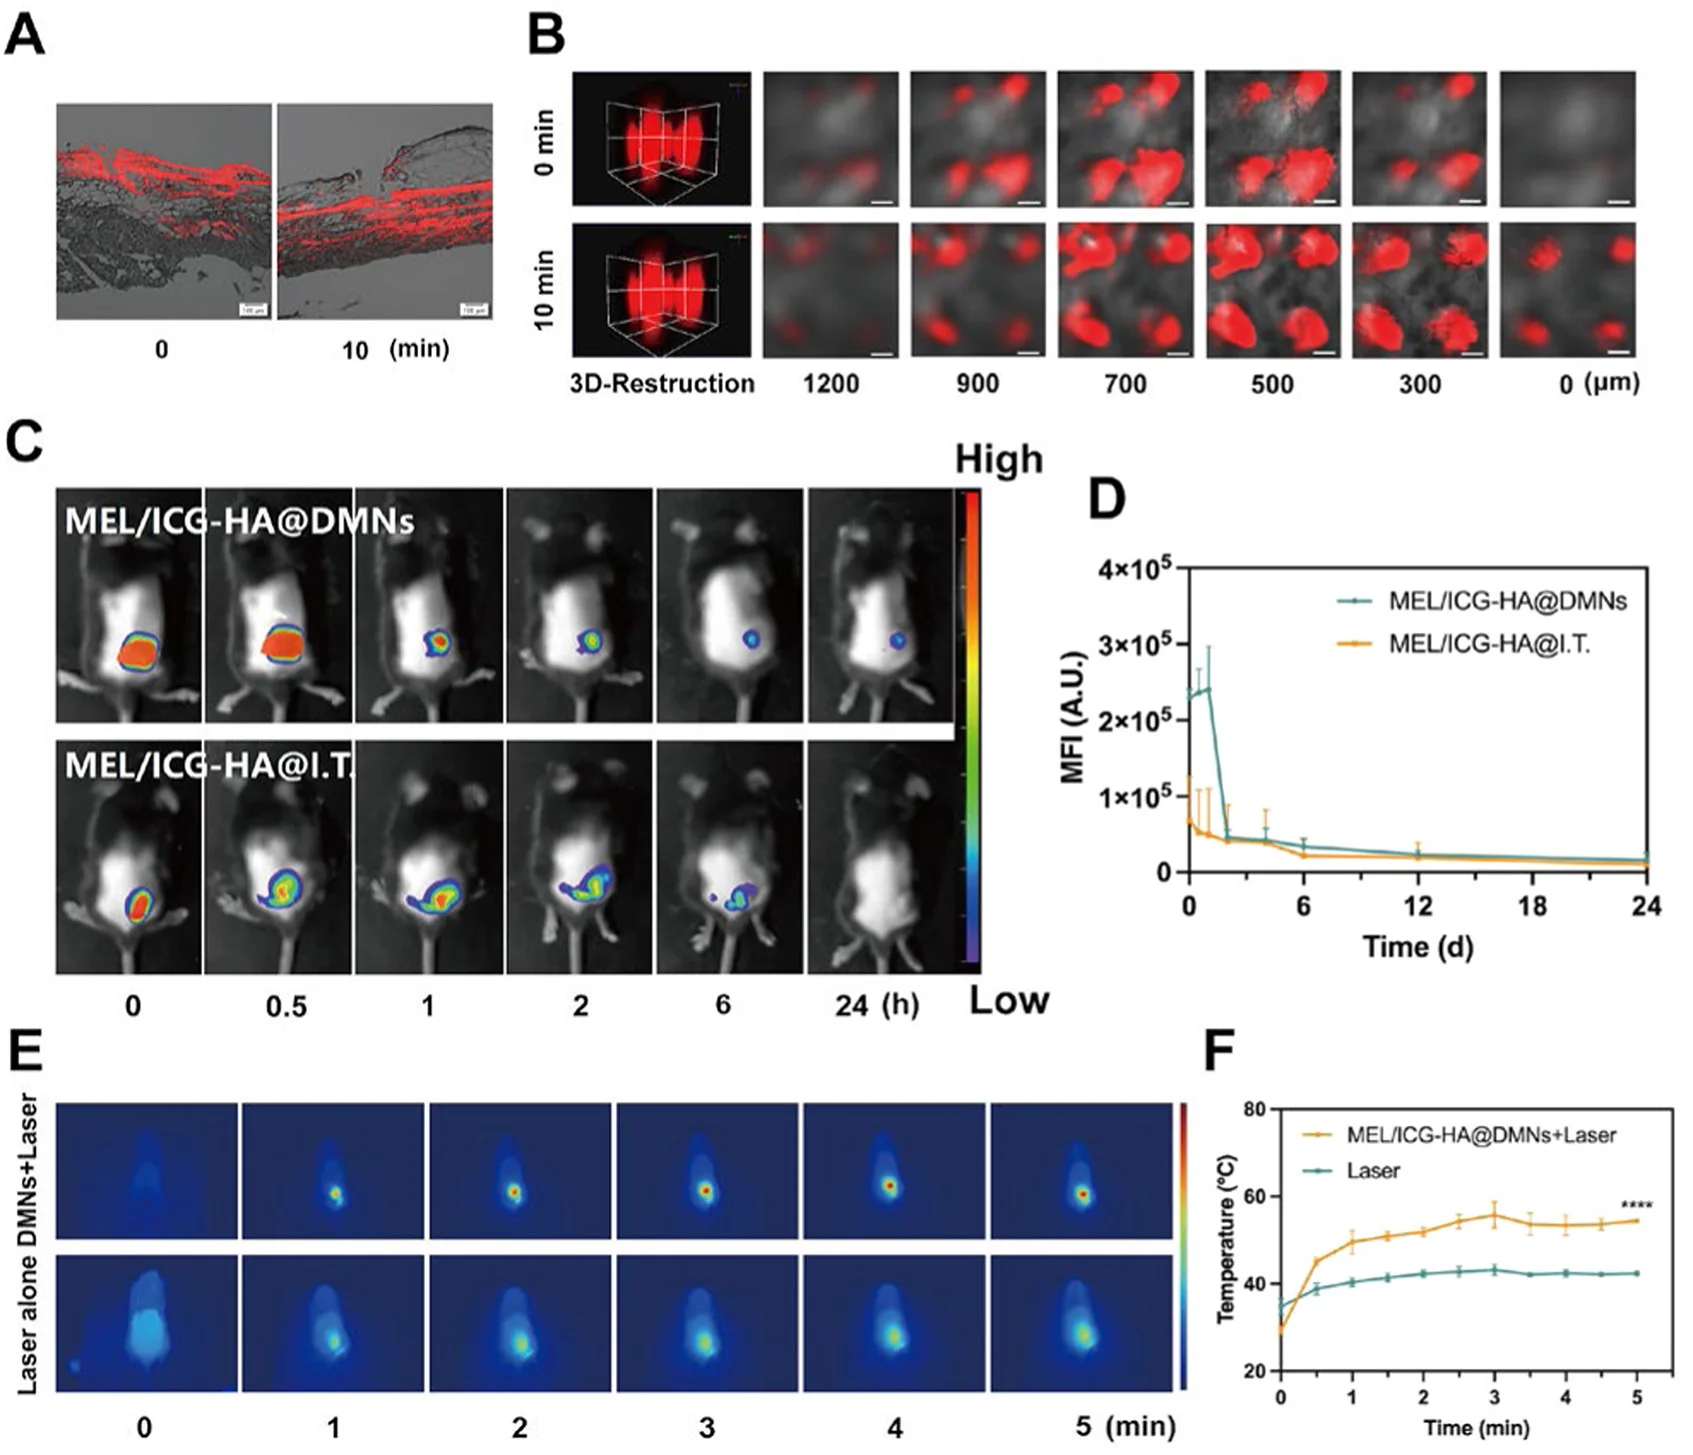 A
0
10 (min)
B
0 min
10 min
3D-Restruction
1200
900
700
500
300
0 (μm)
C
High
MEL/ICG-HA@DMNs
MEL/ICG-HA@I.T.
0
0.5
1
2
6
24 (h)
Low
D
4×10⁵
3×10⁵
2×10⁵
1×10⁵
0
MFI (A.U.)
MEL/ICG-HA@DMNs
MEL/ICG-HA@I.T.
0
6
12
18
24
Time (d)
E
DMNs+Laser
Laser alone
0
1
2
3
4
5 (min)
F
80
60
40
20
Temperature (°C)
MEL/ICG-HA@DMNs+Laser
Laser
****
0
1
2
3
4
5
Time (min)